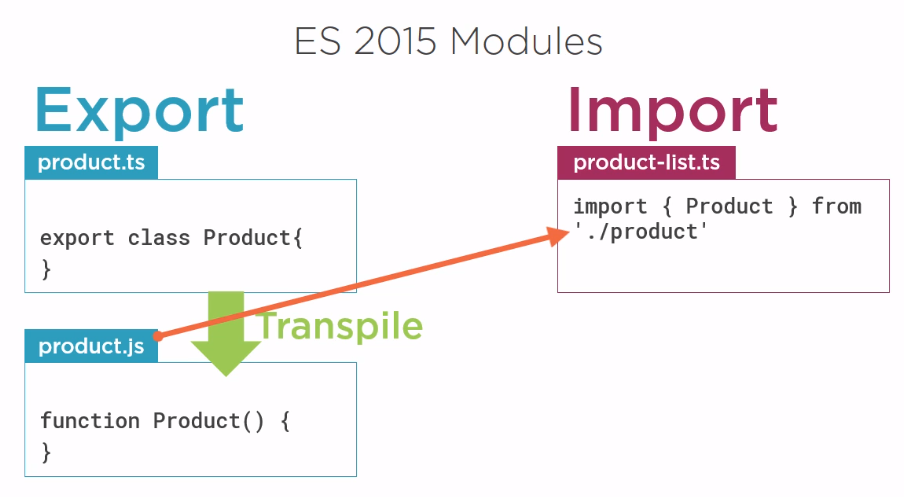 ES 2015 Modules
Export
product.ts
export class Product{
}
Transpile
product.js
function Product() {
}
Import
product-list.ts
import { Product } from
'./product'